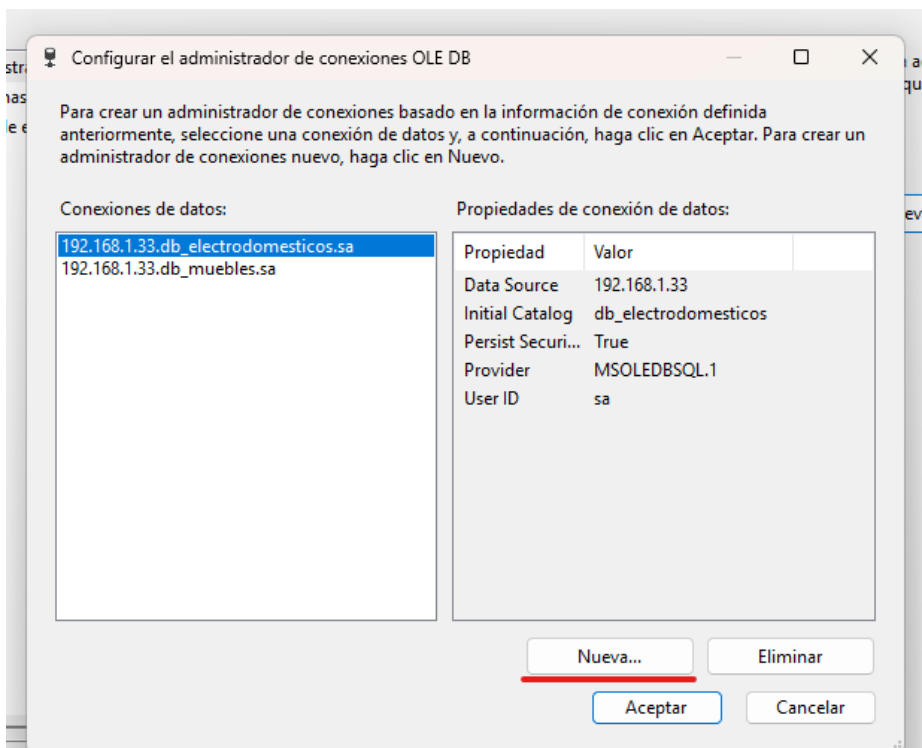 Configurar el administrador de conexiones OLE DB
Para crear un administrador de conexiones basado en la información de conexión definida
anteriormente, seleccione una conexión de datos y, a continuación, haga clic en Aceptar. Para crear un
administrador de conexiones nuevo, haga clic en Nuevo.
Conexiones de datos:
192.168.1.33.db_electrodomesticos.sa
192.168.1.33.db_muebles.sa
Propiedades de conexión de datos:
Propiedad Valor
Data Source 192.168.1.33
Initial Catalog db_electrodomesticos
Persist Securi... True
Provider MSOLEDBSQL.1
User ID sa
Nueva... Eliminar
Aceptar Cancelar